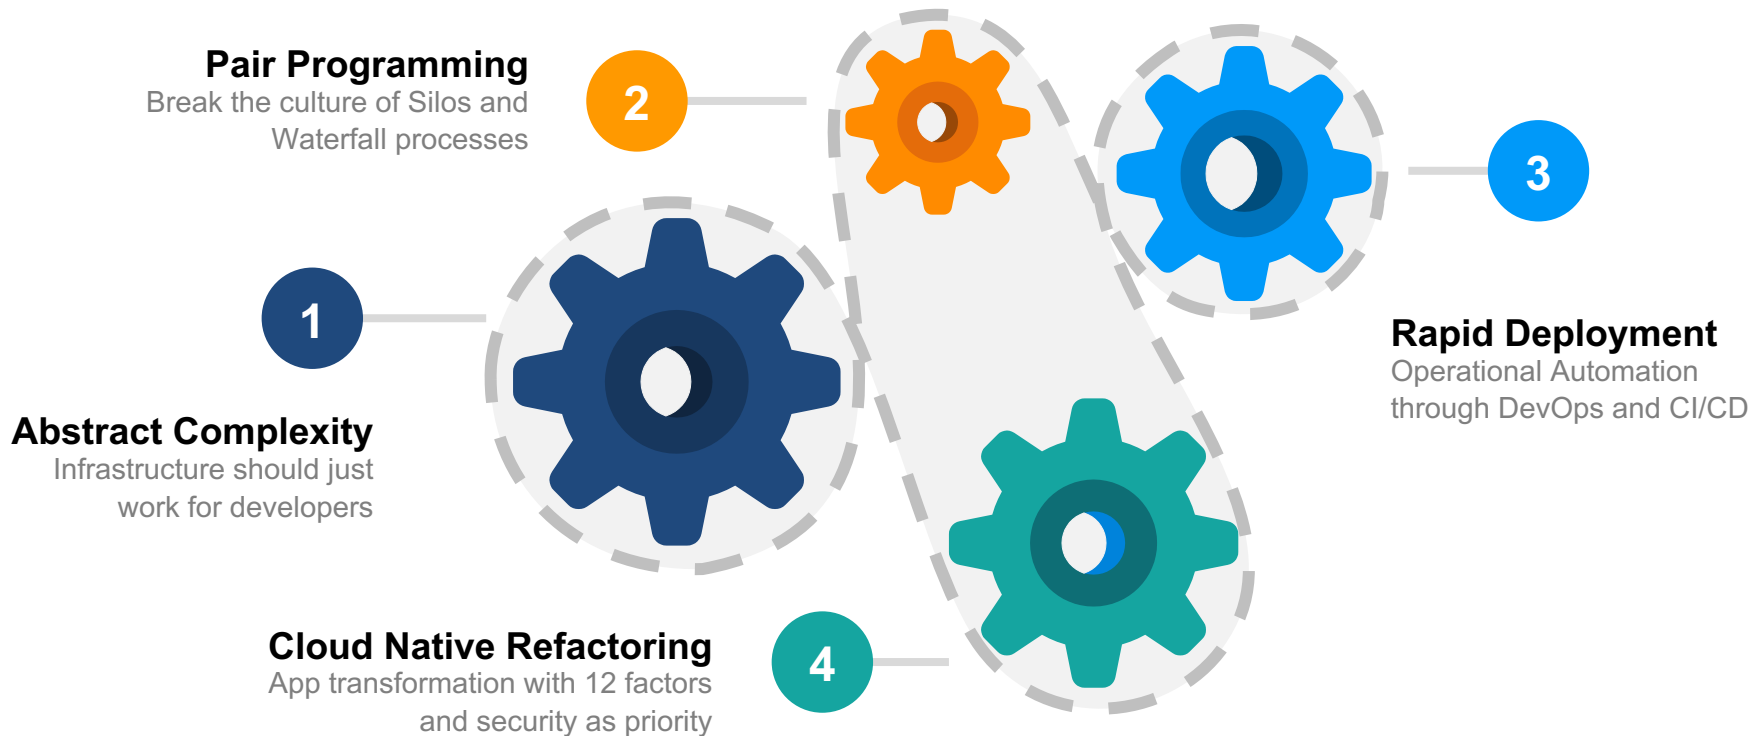 Pair Programming
Break the culture of Silos and
Waterfall processes
2
3
Rapid Deployment
Operational Automation
through DevOps and CI/CD
1
Abstract Complexity
Infrastructure should just
work for developers
Cloud Native Refactoring
App transformation with 12 factors
and security as priority
4